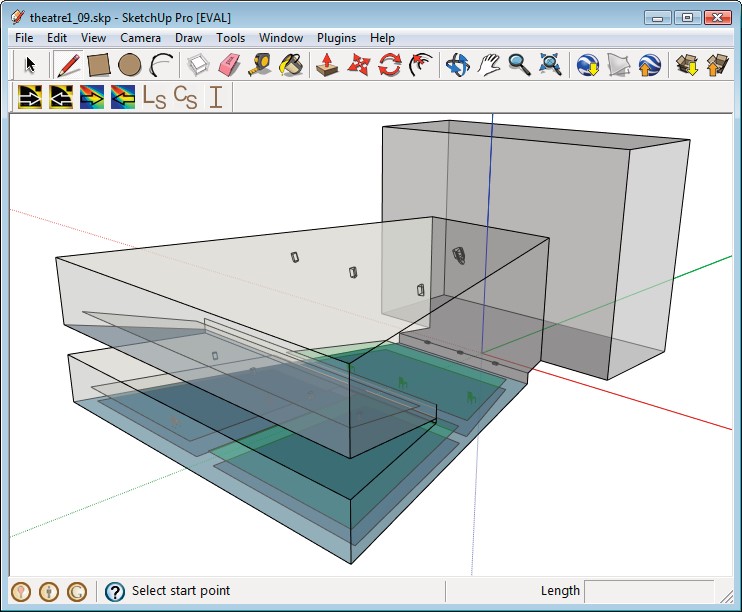 theatre1_09.skp - SketchUp Pro [EVAL]
File Edit View Camera Draw Tools Window Plugins Help
LS CS
Select start point Length